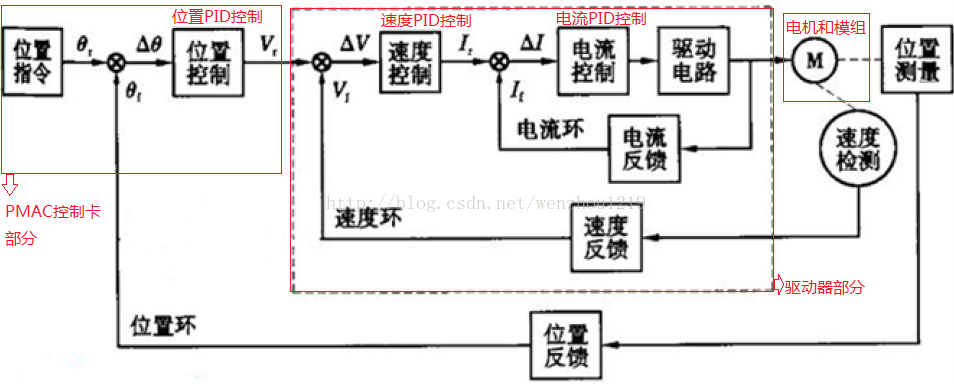 位置PID控制
速度PID控制
电流PID控制
电机和模组
位置
指令
θr
Δθ
θf
位置
控制
Vr
ΔV
Vf
速度
控制
Ir
ΔI
If
电流
控制
驱动
电路
M
位置
测量
电流环
电流
反馈
速度
检测
PMAC控制卡
部分
http://blog.csdn.net/wenzhou1219
速度环
速度
反馈
驱动器部分
位置环
位置
反馈